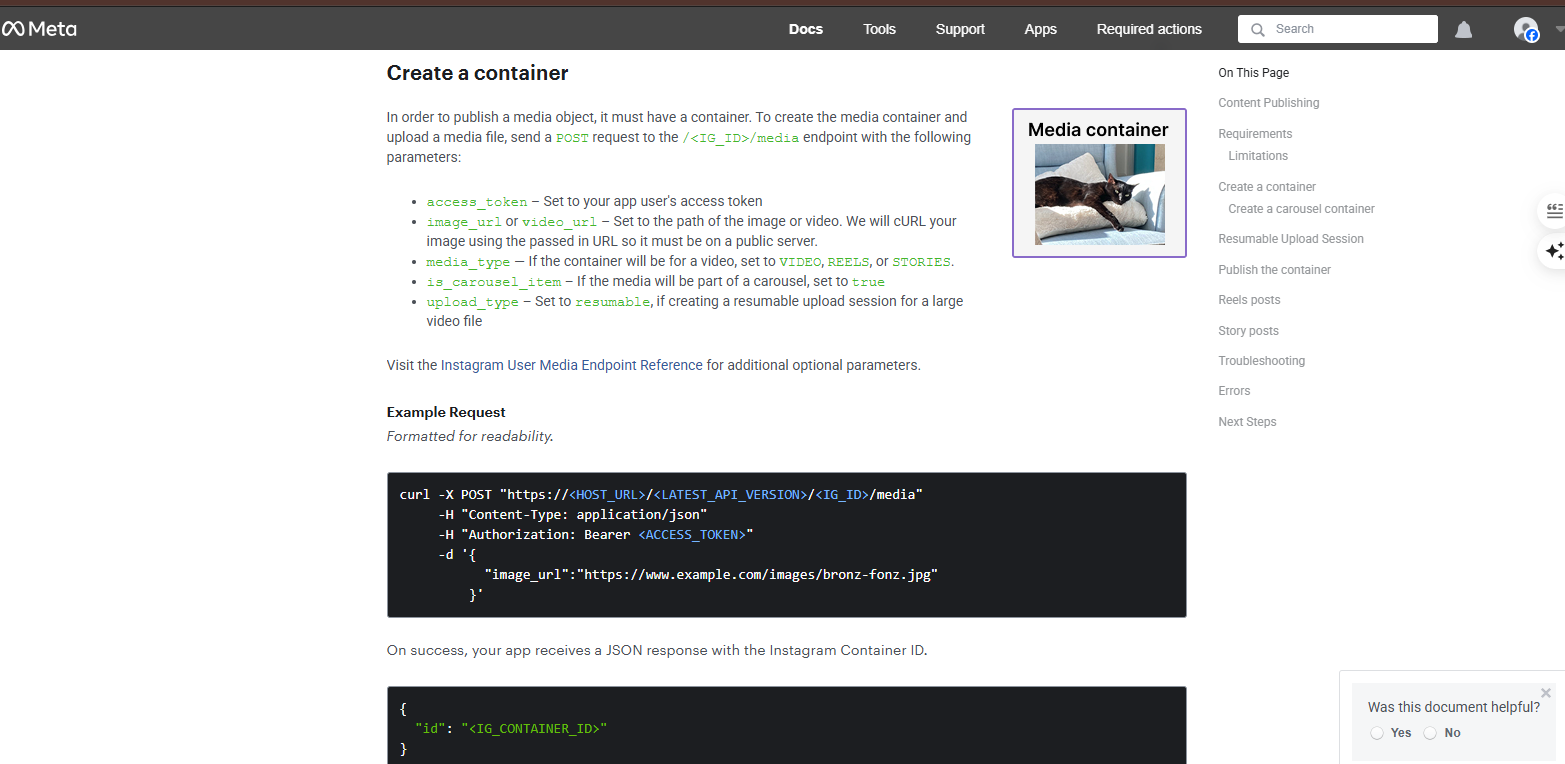 Meta
Docs
Tools
Support
Apps
Required actions
Search
Create a container
In order to publish a media object, it must have a container. To create the media container and
upload a media file, send a POST request to the /<IG_ID>/media endpoint with the following
parameters:
• access_token – Set to your app user's access token
• image_url or video_url – Set to the path of the image or video. We will cURL your
image using the passed in URL so it must be on a public server.
• media_type — If the container will be for a video, set to VIDEO, REELS, or STORIES.
• is_carousel_item – If the media will be part of a carousel, set to true
• upload_type – Set to resumable, if creating a resumable upload session for a large
video file
Media container
Visit the Instagram User Media Endpoint Reference for additional optional parameters.
Example Request
Formatted for readability.
curl -X POST "https://<HOST_URL>/<LATEST_API_VERSION>/<IG_ID>/media"
     -H "Content-Type: application/json"
     -H "Authorization: Bearer <ACCESS_TOKEN>"
     -d '{
           "image_url":"https://www.example.com/images/bronz-fonz.jpg"
         }'
On success, your app receives a JSON response with the Instagram Container ID.
{
  "id": "<IG_CONTAINER_ID>"
}
On This Page
Content Publishing
Requirements
Limitations
Create a container
Create a carousel container
Resumable Upload Session
Publish the container
Reels posts
Story posts
Troubleshooting
Errors
Next Steps
Was this document helpful?
Yes
No